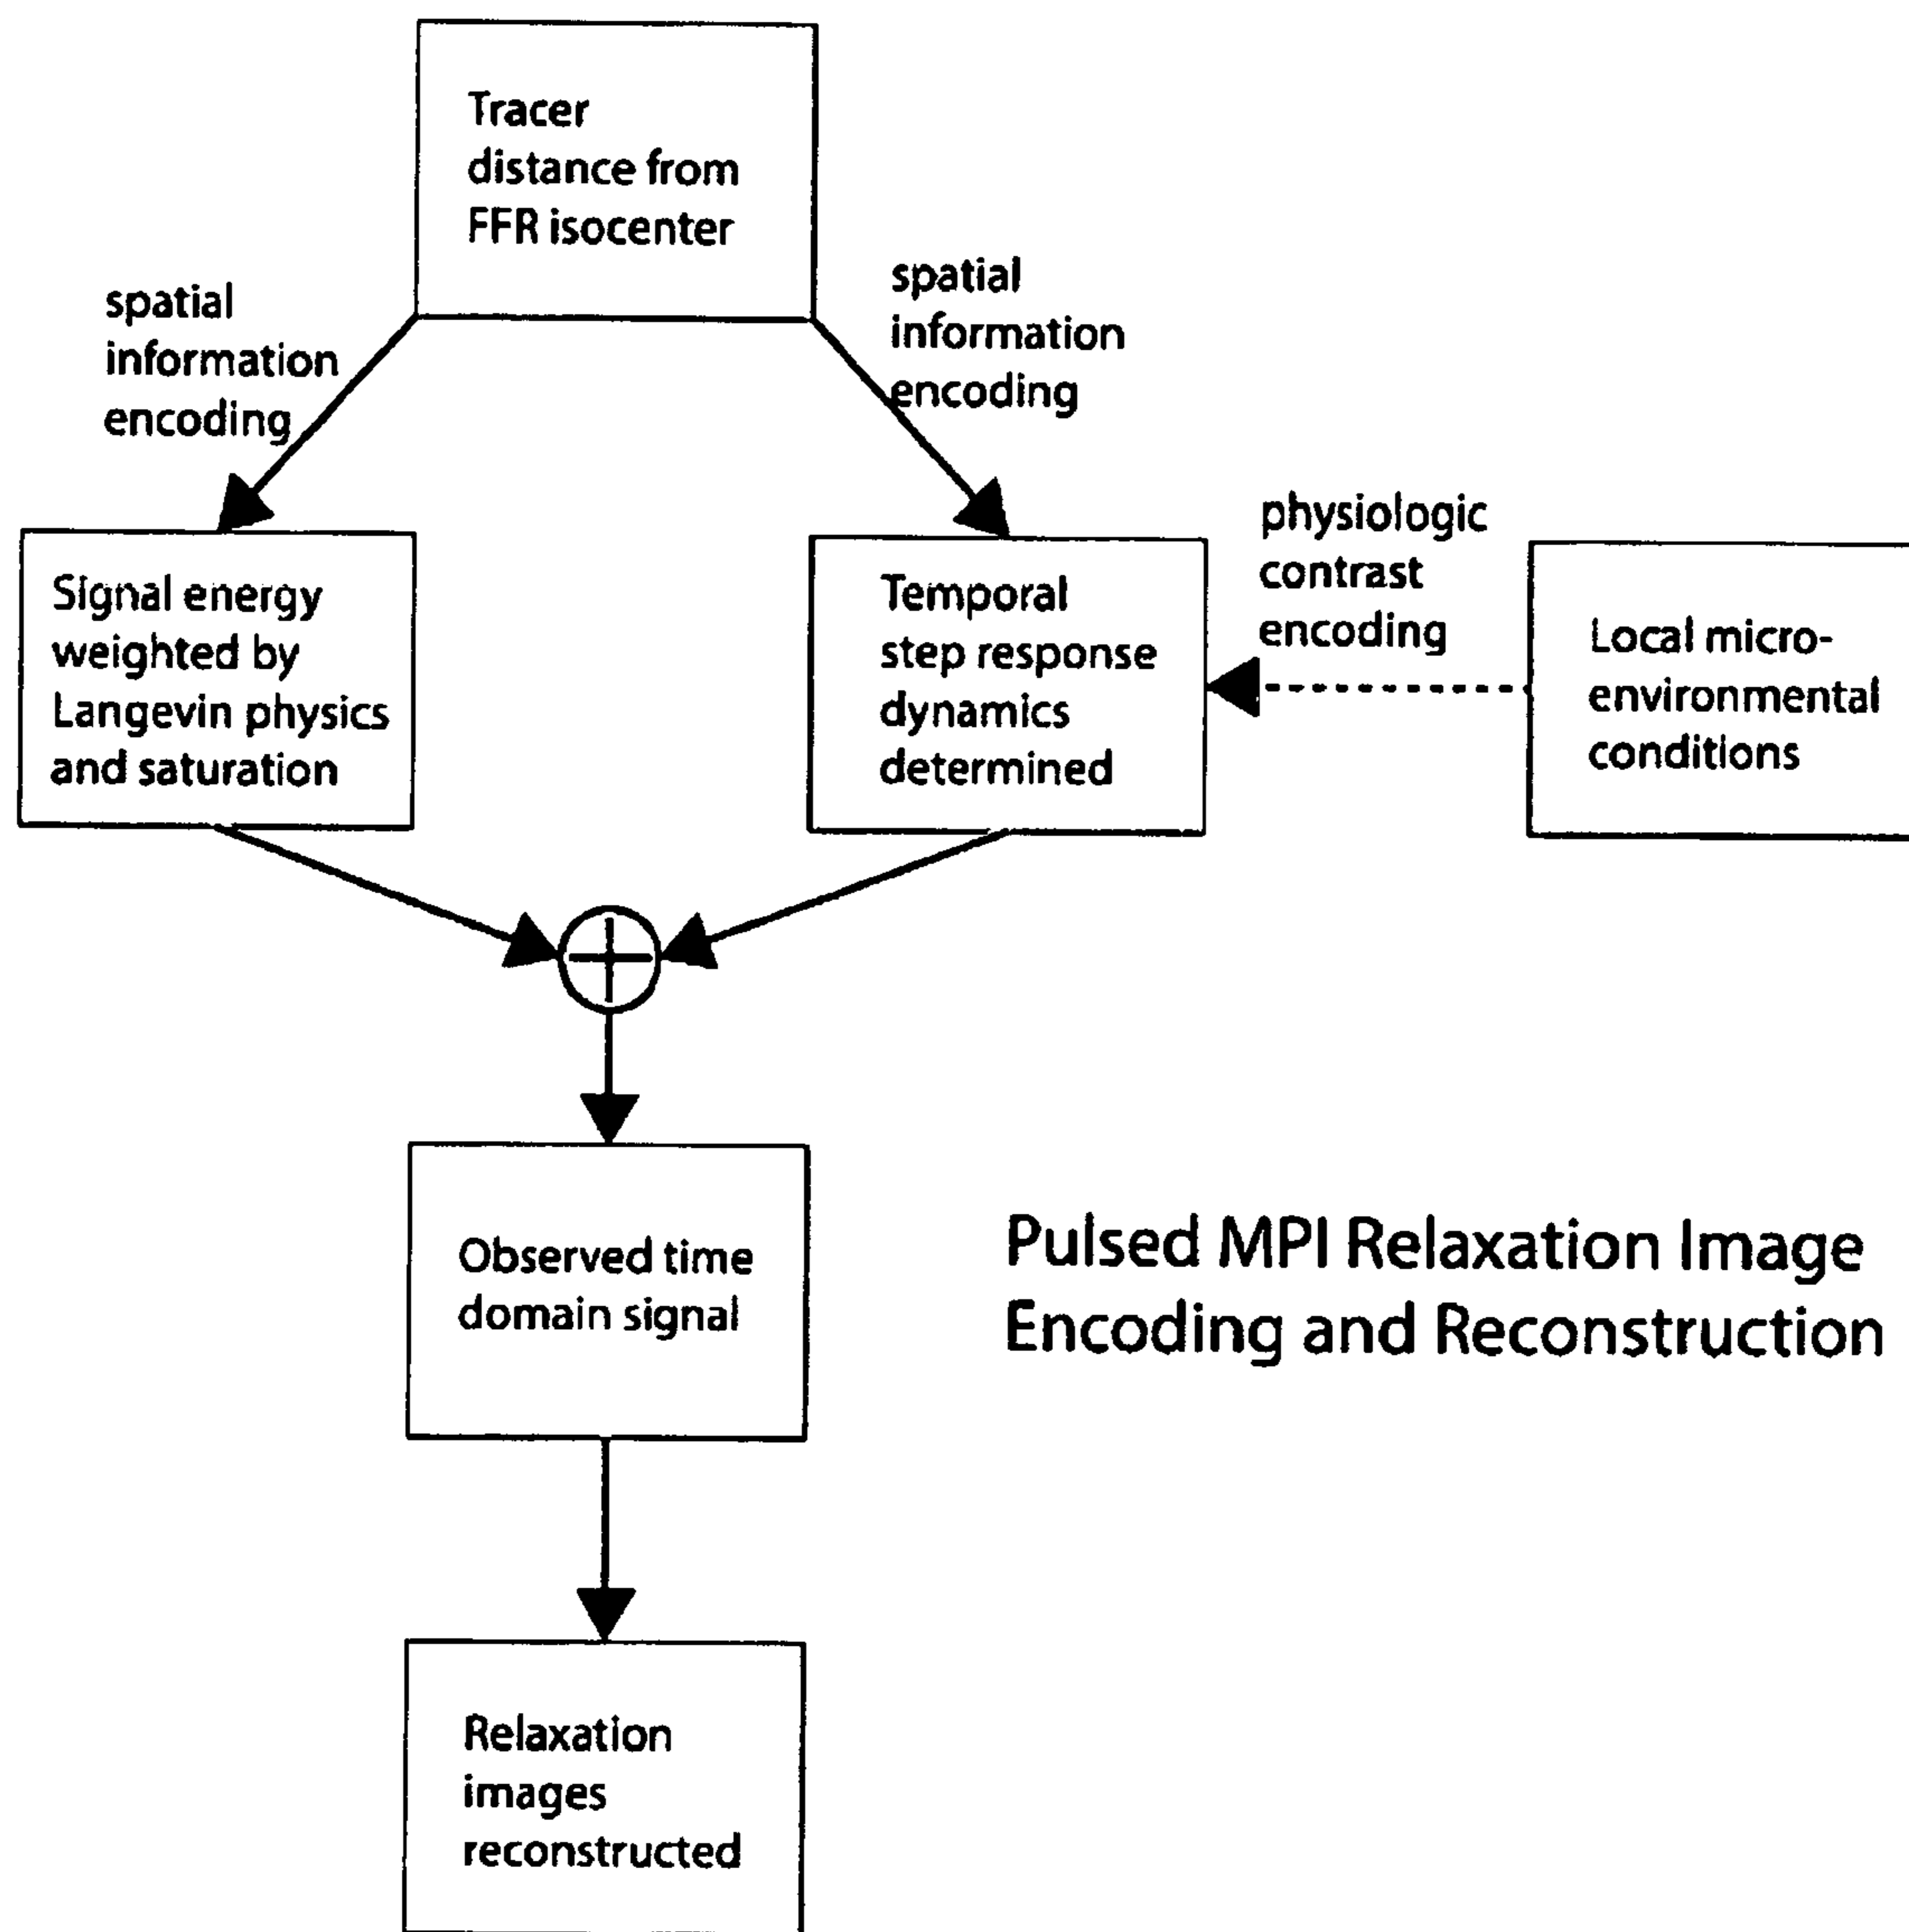 Tracer
distance from
FFR isocenter
spatial
information
encoding
spatial
information
encoding
Signal energy
weighted by
Langevin physics
and saturation
Temporal
step response
dynamics
determined
physiologic
contrast
encoding
Local micro-
environmental
conditions
Observed time
domain signal
Pulsed MPI Relaxation Image
Encoding and Reconstruction
Relaxation
images
reconstructed